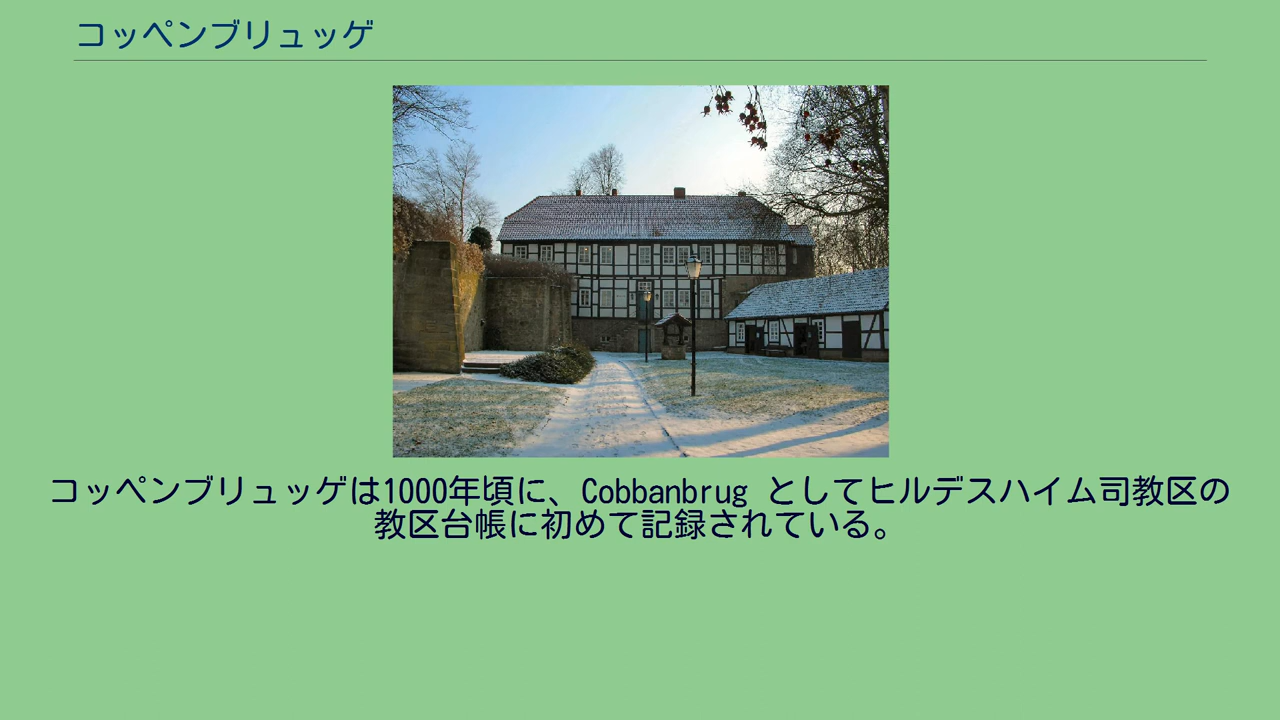 コッペンブリュッゲ
コッペンブリュッゲは1000年頃に、Cobbanbrug としてヒルデスハイム司教区の
教区台帳に初めて記録されている。